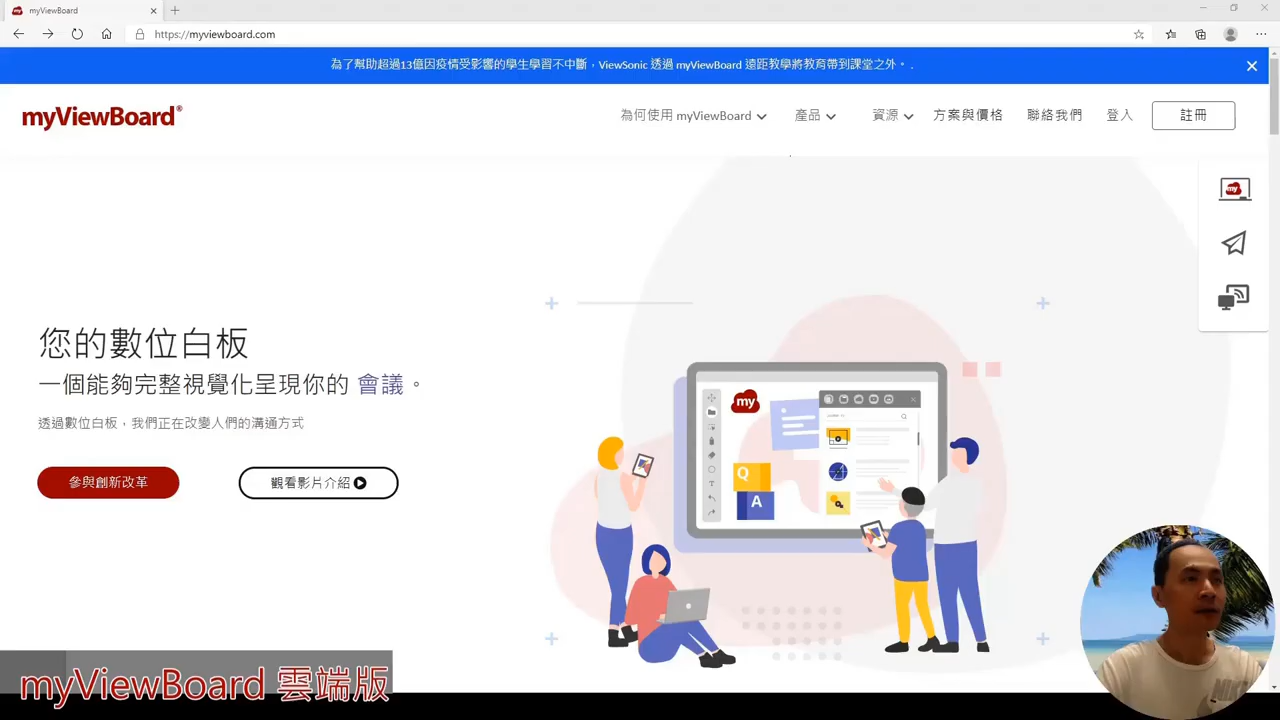 myViewBoard
https://myviewboard.com
為了幫助超過13億因疫情受影響的學生學習不中斷，ViewSonic 透過 myViewBoard 遠距教學將教育帶到課堂之外。.
myViewBoard®
為何使用 myViewBoard
產品
資源
方案與價格
聯絡我們
登入
註冊
my
您的數位白板
一個能夠完整視覺化呈現你的 會議。
透過數位白板，我們正在改變人們的溝通方式
參與創新改革
觀看影片介紹
my
Q
A
myViewBoard 雲端版